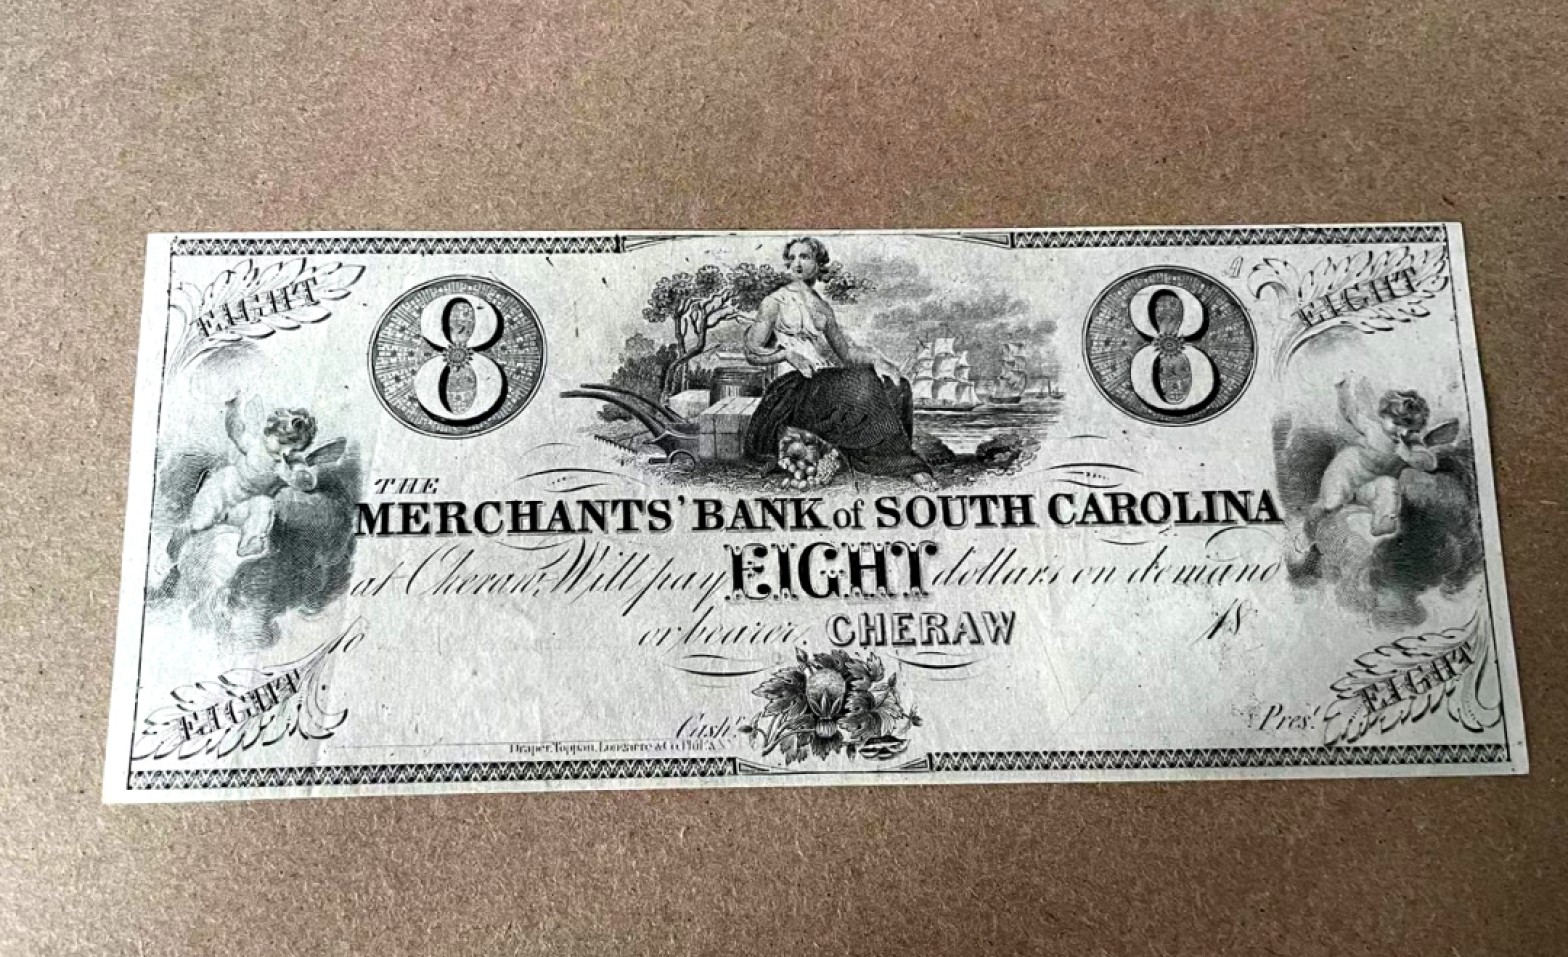 EIGHT 8 8 A EIGHT
THE
MERCHANTS' BANK of SOUTH CAROLINA
at Cheraw, Will pay EIGHT dollars on demand
to or bearer, CHERAW 18
EIGHT EIGHT
Cash.r Pres.t
Draper, Toppan, Longacre & Co. Phil.